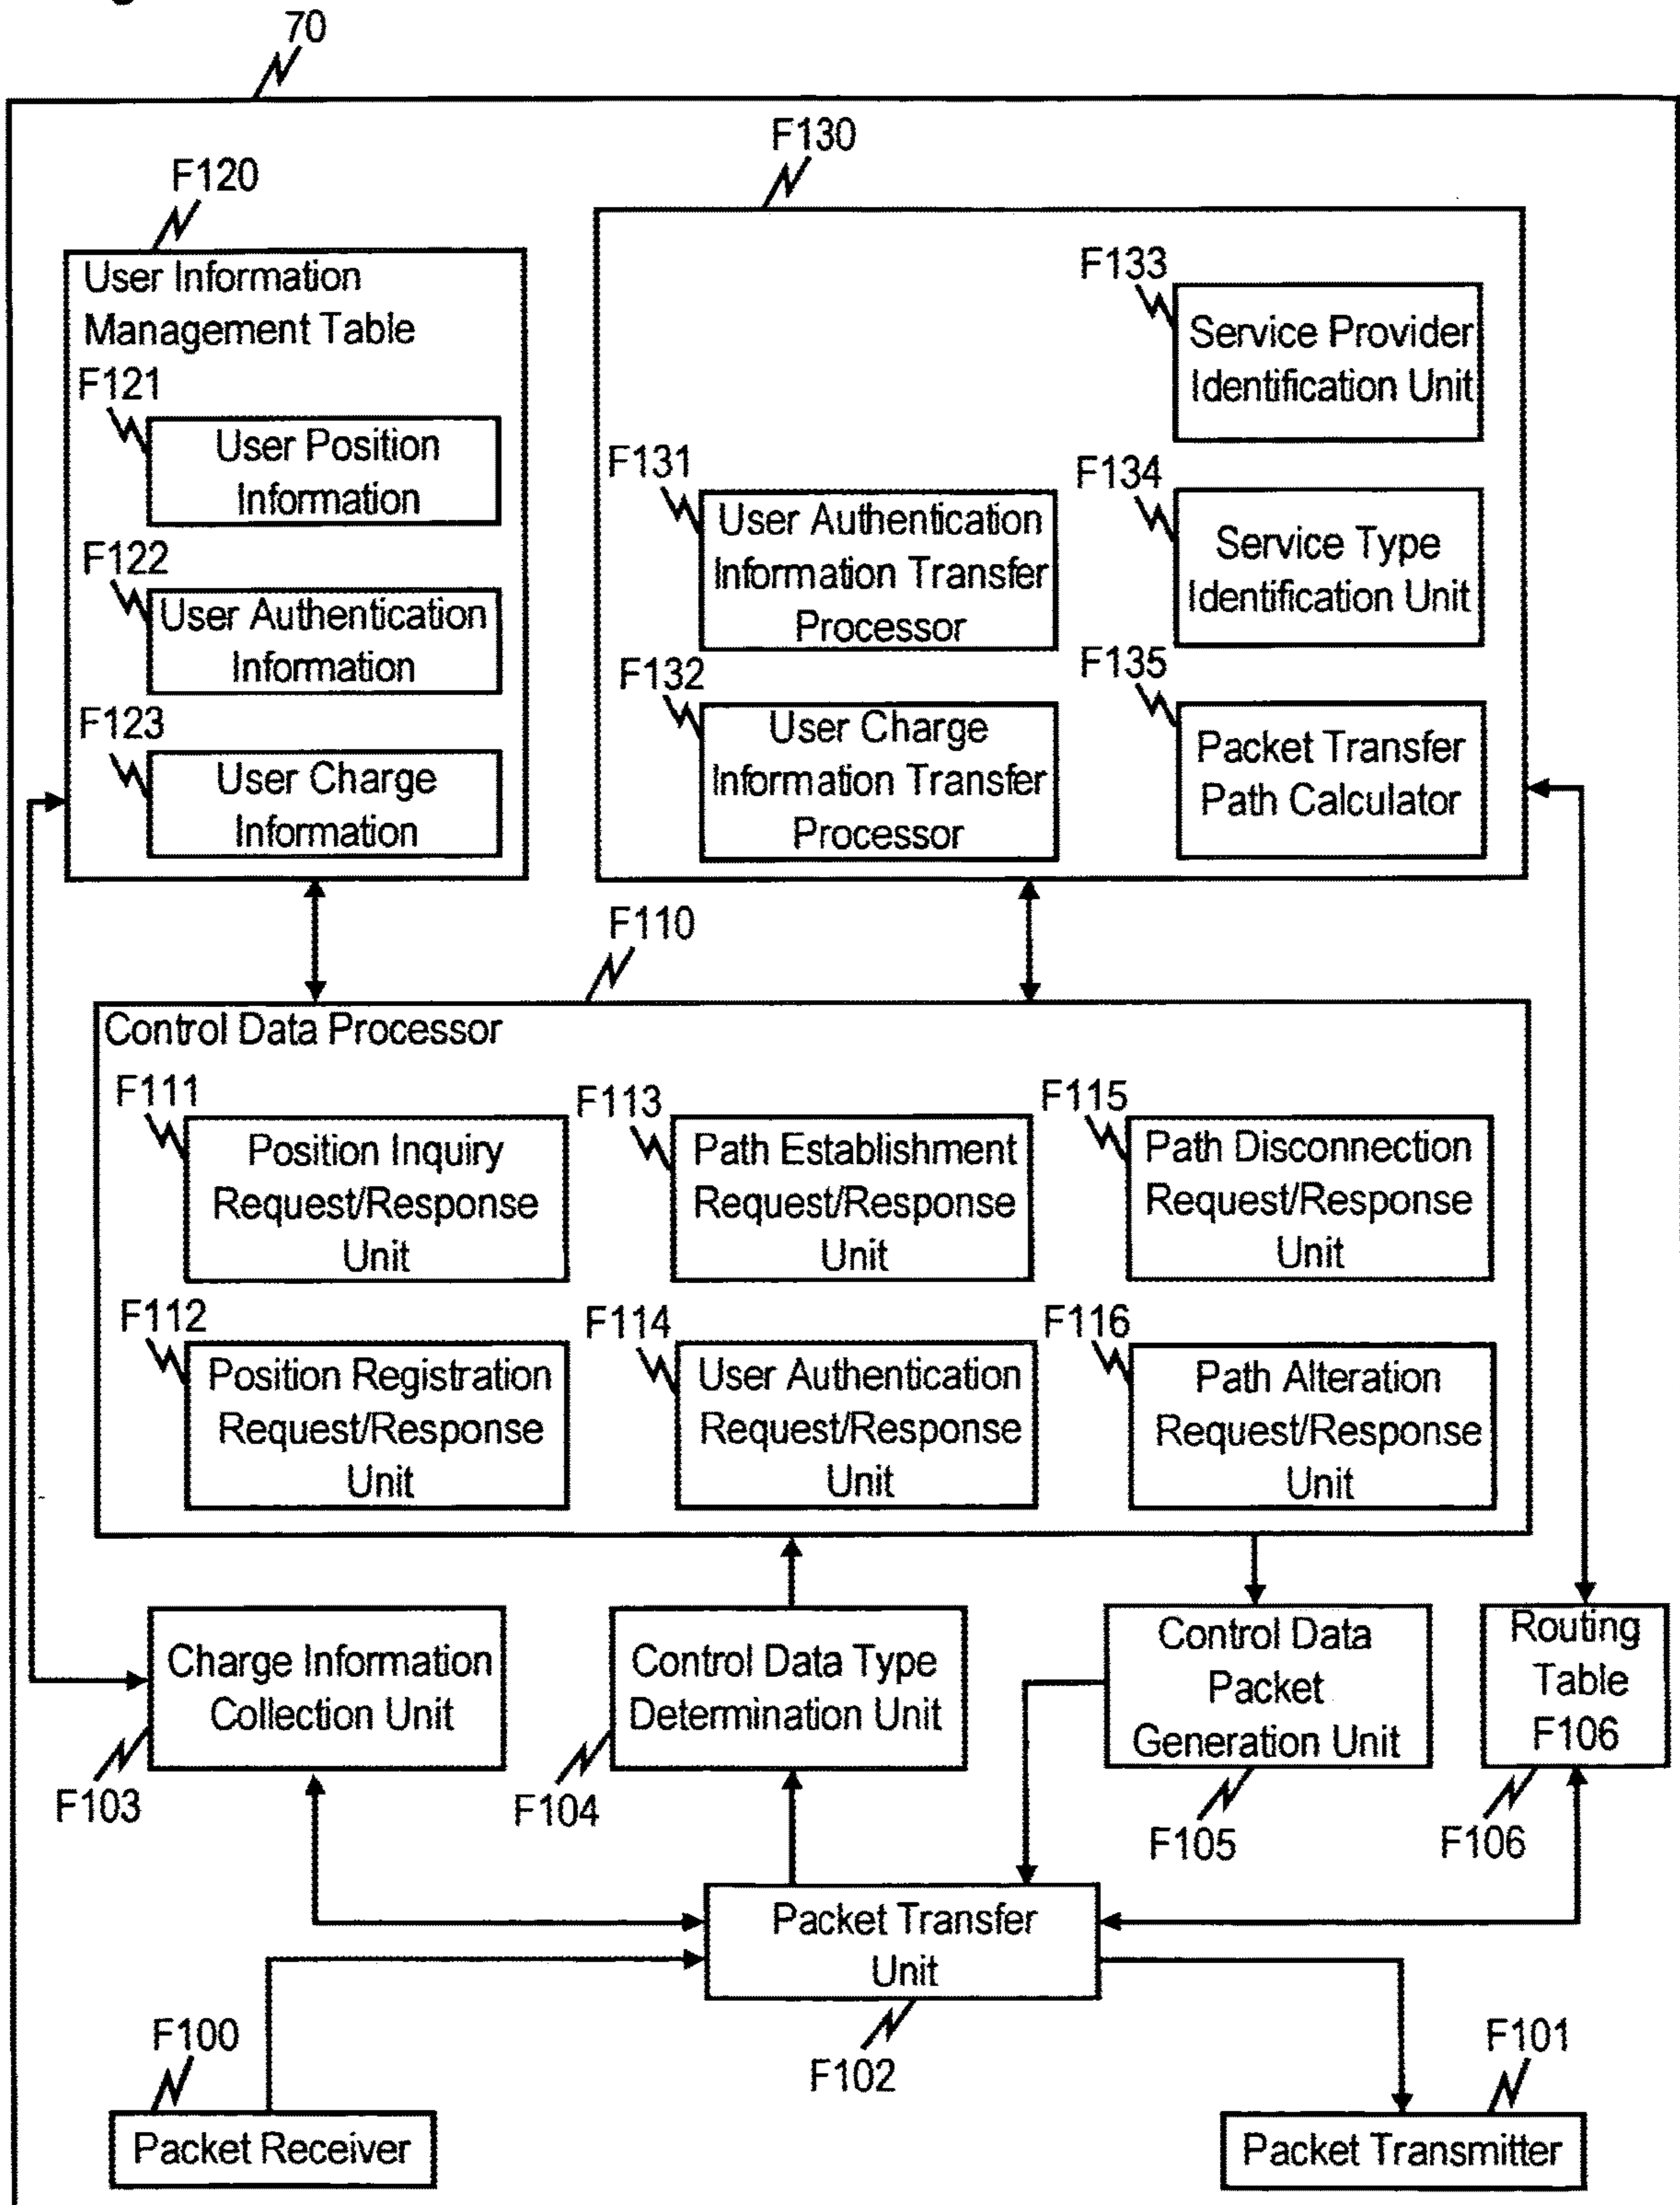 70
F130
F120
User Information
Management Table
F121
User Position
Information
F122
User Authentication
Information
F123
User Charge
Information
F133
Service Provider
Identification Unit
F131
User Authentication
Information Transfer
Processor
F134
Service Type
Identification Unit
F132
User Charge
Information Transfer
Processor
F135
Packet Transfer
Path Calculator
F110
Control Data Processor
F111
Position Inquiry
Request/Response
Unit
F113
Path Establishment
Request/Response
Unit
F115
Path Disconnection
Request/Response
Unit
F112
Position Registration
Request/Response
Unit
F114
User Authentication
Request/Response
Unit
F116
Path Alteration
Request/Response
Unit
Charge Information
Collection Unit
F103
Control Data Type
Determination Unit
F104
Control Data
Packet
Generation Unit
F105
Routing
Table
F106
F106
Packet Transfer
Unit
F102
F100
Packet Receiver
F101
Packet Transmitter